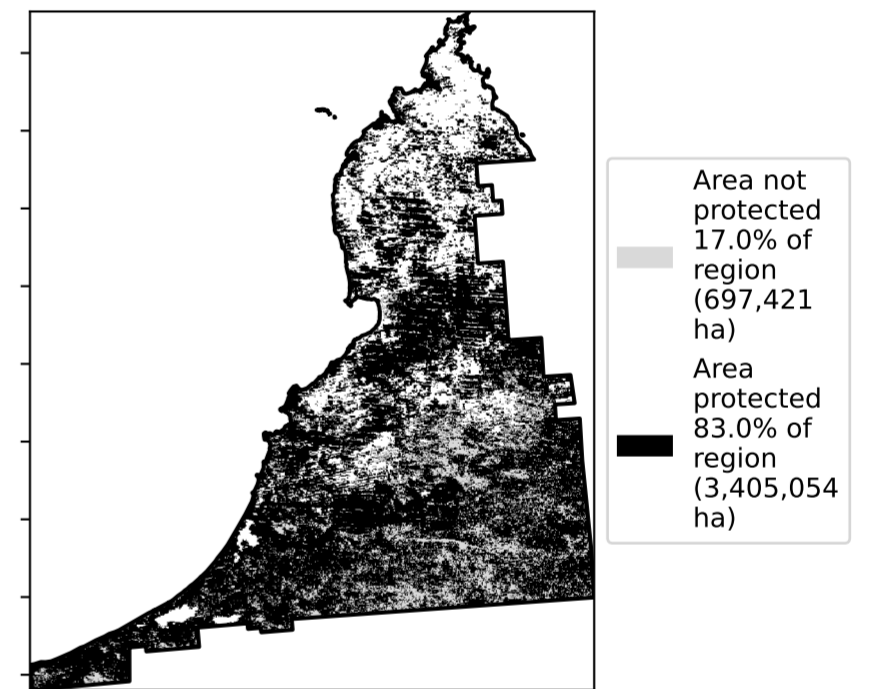 Area not
protected
17.0% of
region
(697,421
ha)
Area
protected
83.0% of
region
(3,405,054
ha)